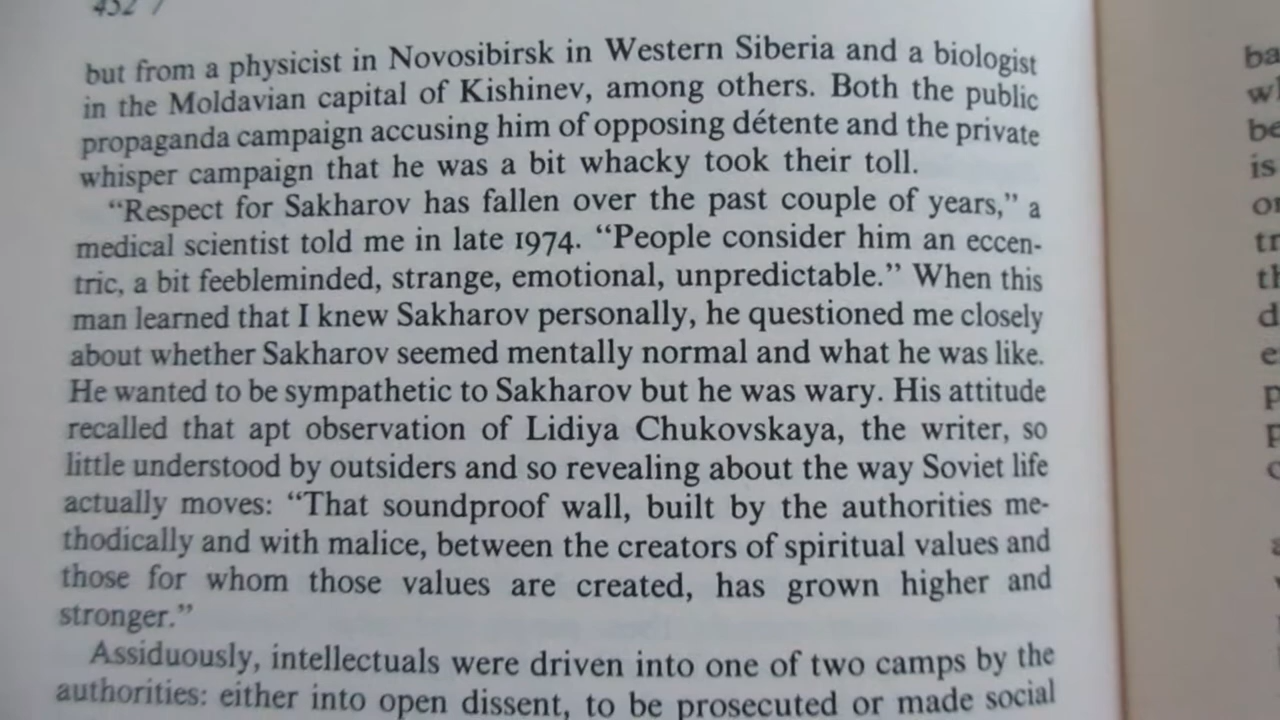 452 /
but from a physicist in Novosibirsk in Western Siberia and a biologist
in the Moldavian capital of Kishinev, among others. Both the public
propaganda campaign accusing him of opposing détente and the private
whisper campaign that he was a bit whacky took their toll.
“Respect for Sakharov has fallen over the past couple of years,” a
medical scientist told me in late 1974. “People consider him an eccen-
tric, a bit feebleminded, strange, emotional, unpredictable.” When this
man learned that I knew Sakharov personally, he questioned me closely
about whether Sakharov seemed mentally normal and what he was like.
He wanted to be sympathetic to Sakharov but he was wary. His attitude
recalled that apt observation of Lidiya Chukovskaya, the writer, so
little understood by outsiders and so revealing about the way Soviet life
actually moves: “That soundproof wall, built by the authorities me-
thodically and with malice, between the creators of spiritual values and
those for whom those values are created, has grown higher and
stronger.”
Assiduously, intellectuals were driven into one of two camps by the
authorities: either into open dissent, to be prosecuted or made social